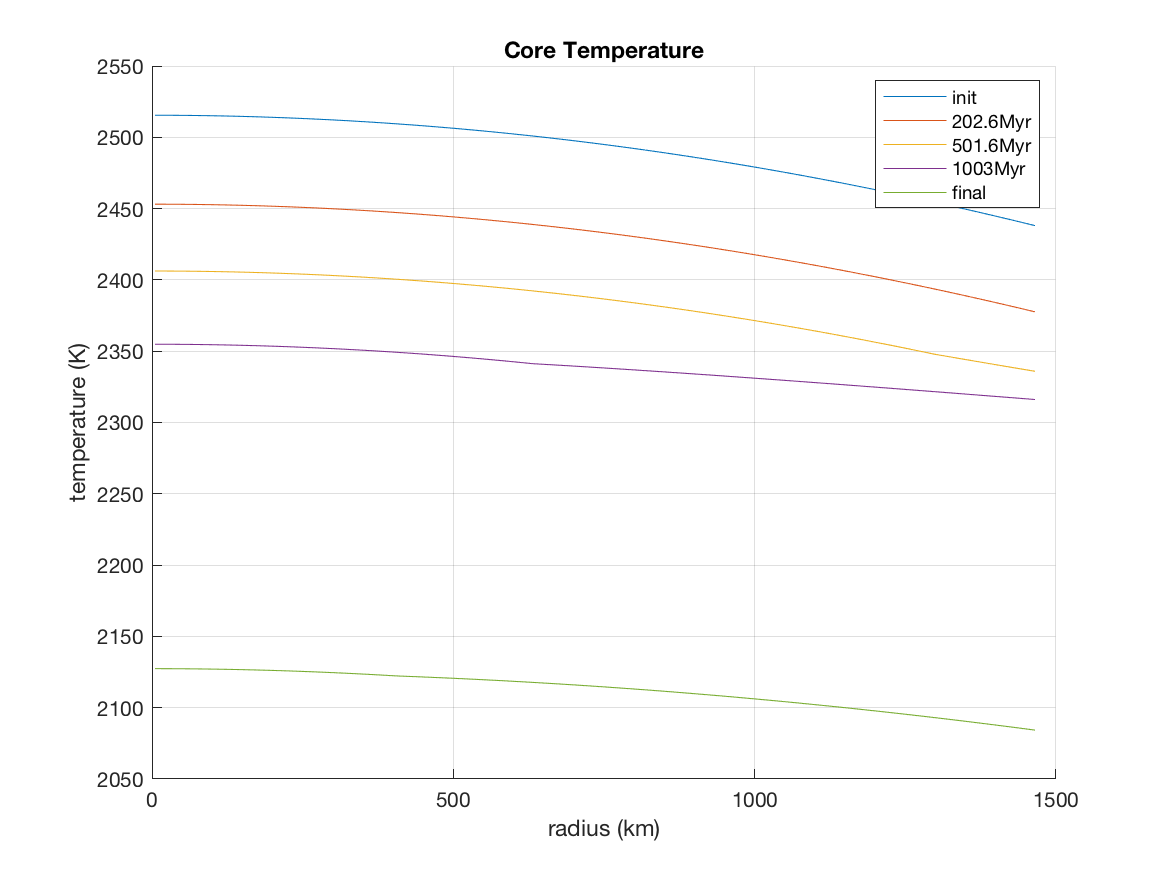 Core Temperature
2550
2500
2450
2400
2350
2300
2250
2200
2150
2100
2050
temperature (K)
init
202.6Myr
501.6Myr
1003Myr
final
0
500
1000
1500
radius (km)